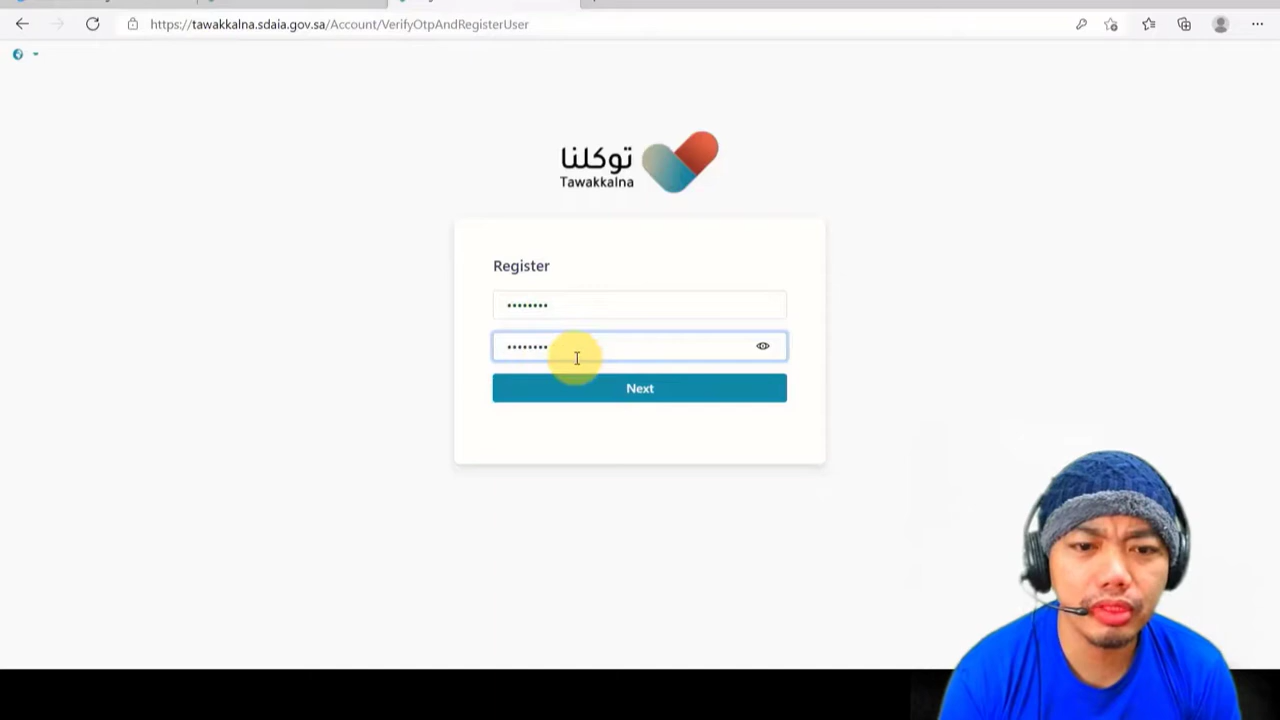 https://tawakkalna.sdaia.gov.sa/Account/VerifyOtpAndRegisterUser
توكلنا
Tawakkalna
Register
••••••••
••••••••
Next